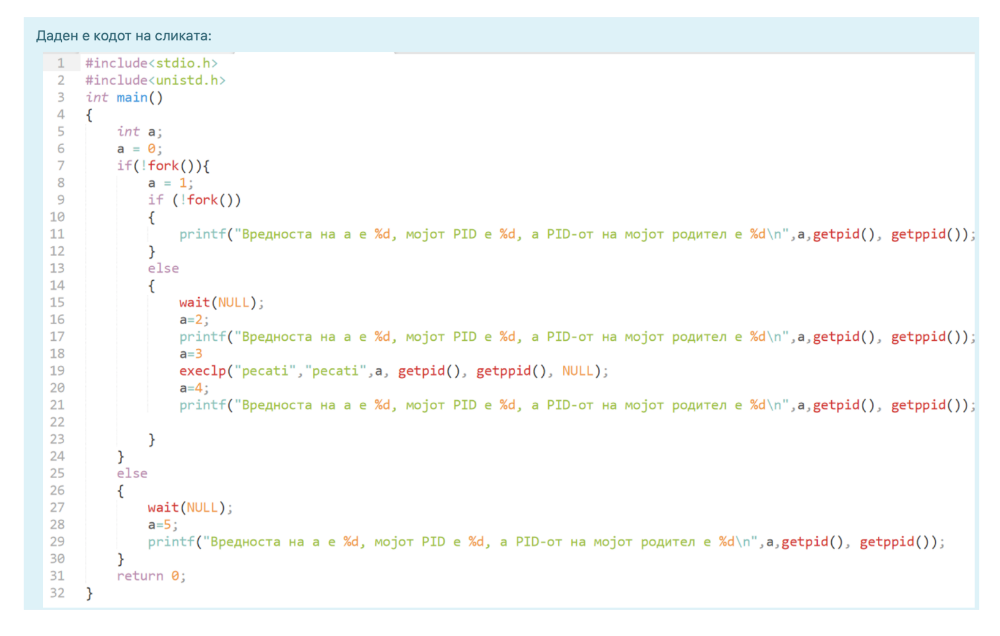 Даден е кодот на сликата:
1 #include<stdio.h>
2 #include<unistd.h>
3 int main()
4 {
5 int a;
6 a = 0;
7 if(!fork()){
8 a = 1;
9 if (!fork())
10 {
11 printf("Вредноста на а е %d, мојот PID е %d, а PID-от на мојот родител е %d\n",a,getpid(), getppid());
12 }
13 else
14 {
15 wait(NULL);
16 a=2;
17 printf("Вредноста на а е %d, мојот PID е %d, а PID-от на мојот родител е %d\n",a,getpid(), getppid());
18 a=3
19 execlp("pecati","pecati",a, getpid(), getppid(), NULL);
20 a=4;
21 printf("Вредноста на а е %d, мојот PID е %d, а PID-от на мојот родител е %d\n",a,getpid(), getppid());
22
23 }
24 }
25 else
26 {
27 wait(NULL);
28 a=5;
29 printf("Вредноста на а е %d, мојот PID е %d, а PID-от на мојот родител е %d\n",a,getpid(), getppid());
30 }
31 return 0;
32 }